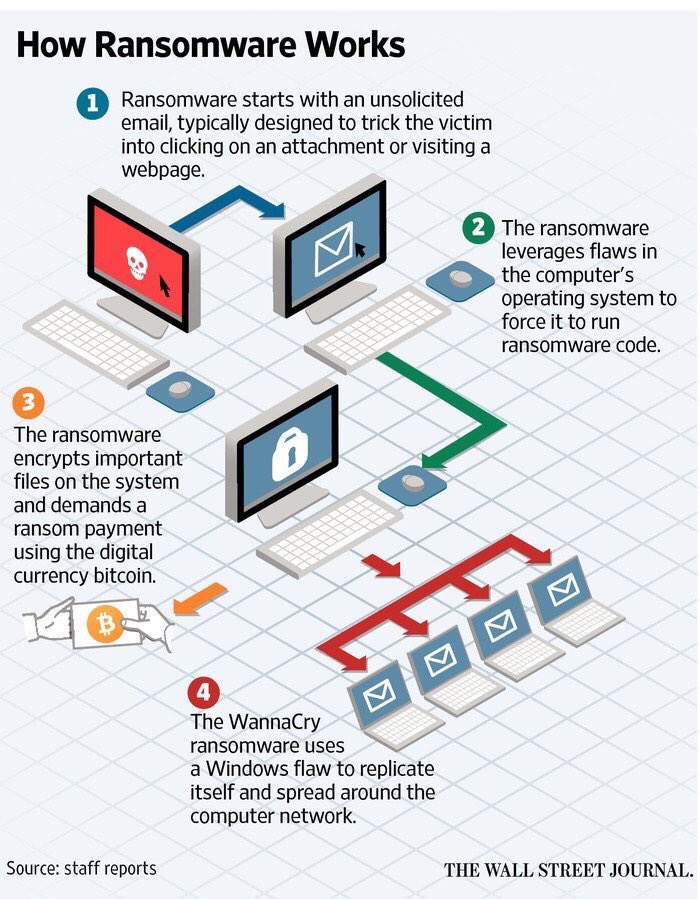 How Ransomware Works
1
Ransomware starts with an unsolicited
email, typically designed to trick the victim
into clicking on an attachment or visiting a
webpage.
2
The ransomware
leverages flaws in
the computer's
operating system to
force it to run
ransomware code.
3
The ransomware
encrypts important
files on the system
and demands a
ransom payment
using the digital
currency bitcoin.
4
The WannaCry
ransomware uses
a Windows flaw to replicate
itself and spread around the
computer network.
Source: staff reports
THE WALL STREET JOURNAL.